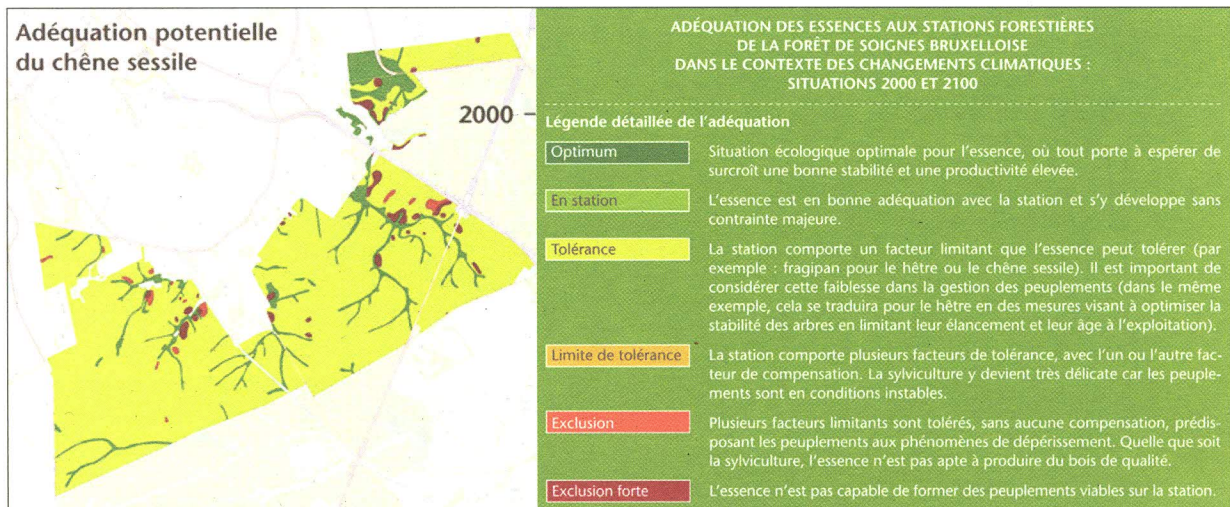 Adéquation potentielle
du chêne sessile
2000
ADÉQUATION DES ESSENCES AUX STATIONS FORESTIÈRES
DE LA FORÊT DE SOIGNES BRUXELLOISE
DANS LE CONTEXTE DES CHANGEMENTS CLIMATIQUES :
SITUATIONS 2000 ET 2100
Légende détaillée de l'adéquation
Optimum
Situation écologique optimale pour l'essence, où tout porte à espérer de
surcroît une bonne stabilité et une productivité élevée.
En station
L'essence est en bonne adéquation avec la station et s'y développe sans
contrainte majeure.
Tolérance
La station comporte un facteur limitant que l'essence peut tolérer (par
exemple : fragipan pour le hêtre ou le chêne sessile). Il est important de
considérer cette faiblesse dans la gestion des peuplements (dans le même
exemple, cela se traduira pour le hêtre en des mesures visant à optimiser la
stabilité des arbres en limitant leur élancement et leur âge à l'exploitation).
Limite de tolérance
La station comporte plusieurs facteurs de tolérance, avec l'un ou l'autre fac-
teur de compensation. La sylviculture y devient très délicate car les peuple-
ments sont en conditions instables.
Exclusion
Plusieurs facteurs limitants sont tolérés, sans aucune compensation, prédis-
posant les peuplements aux phénomènes de dépérissement. Quelle que soit
la sylviculture, l'essence n'est pas apte à produire du bois de qualité.
Exclusion forte
L'essence n'est pas capable de former des peuplements viables sur la station.